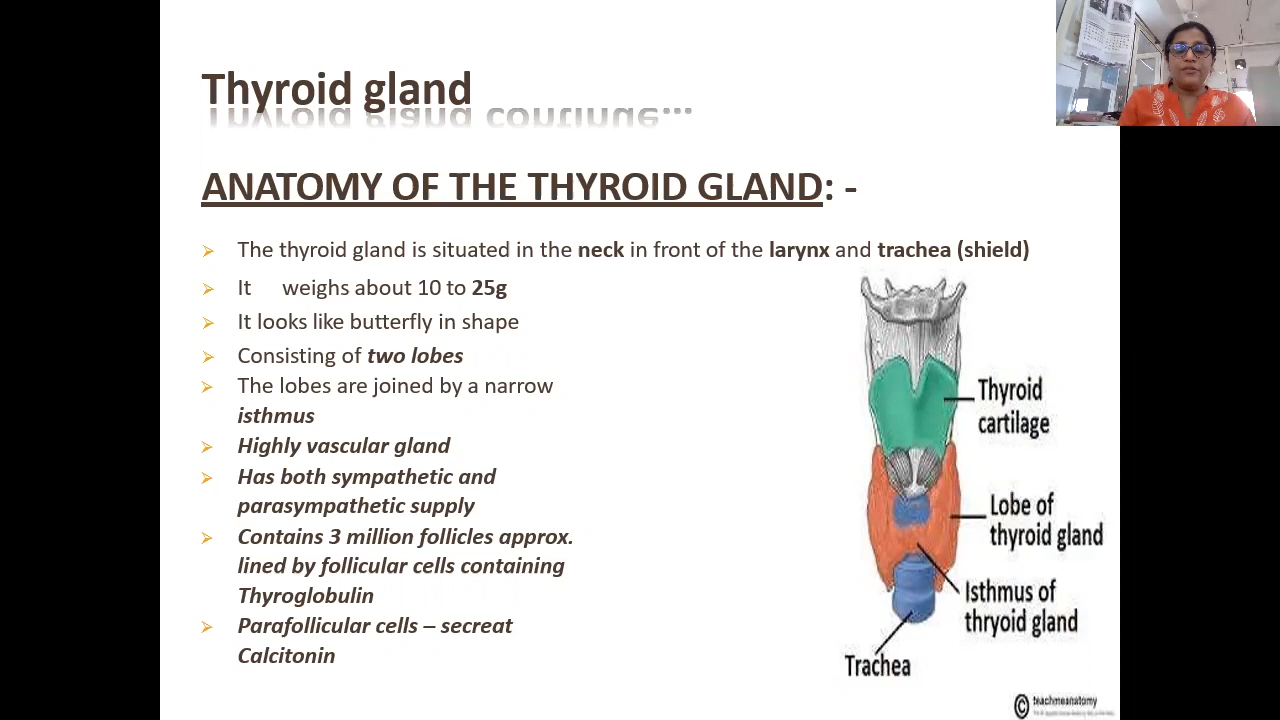 Thyroid gland continue...
ANATOMY OF THE THYROID GLAND: -
➢ The thyroid gland is situated in the neck in front of the larynx and trachea (shield)
➢ It weighs about 10 to 25g
➢ It looks like butterfly in shape
➢ Consisting of two lobes
➢ The lobes are joined by a narrow
isthmus
➢ Highly vascular gland
➢ Has both sympathetic and
parasympathetic supply
➢ Contains 3 million follicles approx.
lined by follicular cells containing
Thyroglobulin
➢ Parafollicular cells – secreat
Calcitonin
Thyroid
cartilage
Lobe of
thyroid gland
Isthmus of
thryoid gland
Trachea
© teachmeanatomy